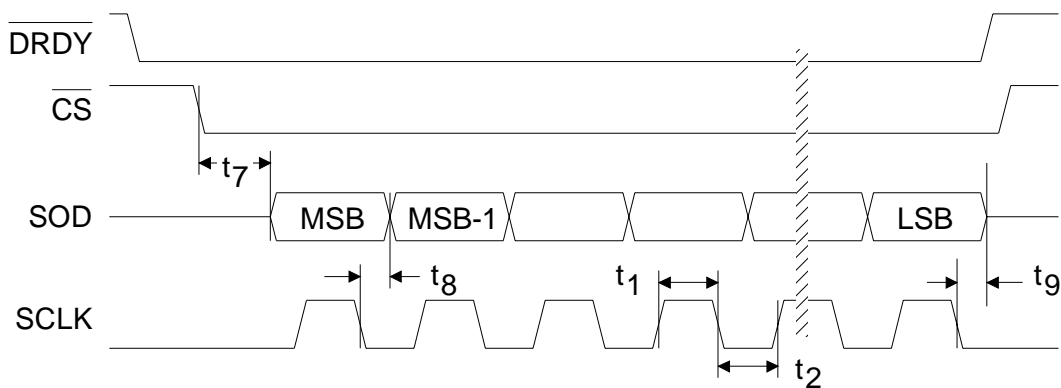 DRDY
CS
t7
SOD
MSB
MSB-1
LSB
t8
t1
t9
SCLK
t2